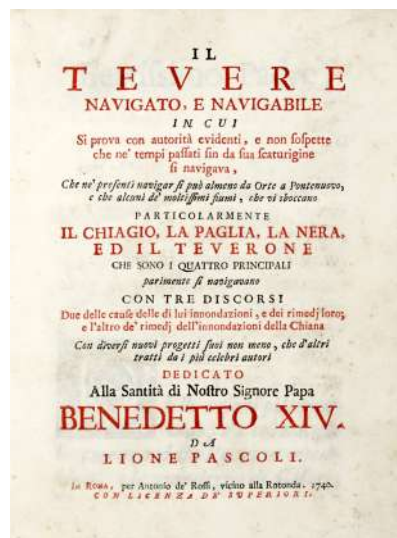 IL
TEVERE
NAVIGATO, E NAVIGABILE
IN CUI
Si prova con autorità evidenti, e non sospette
che ne' tempi passati sin da sua scaturigine
si navigava,
Che ne' presenti navigar si può almeno da Orte a Pontenuovo,
e che alcuni de' moltissimi fiumi, che vi sboccano
PARTICOLARMENTE
IL CHIAGIO, LA PAGLIA, LA NERA,
ED IL TEVERONE
CHE SONO I QUATTRO PRINCIPALI
parimente si navigavano
CON TRE DISCORSI
Due delle cause delle di lui innondazioni, e dei rimedj loro;
e l'altro de' rimedj dell'innondazioni della Chiana
Con diversi nuovi progetti suoi non meno, che d'altri
tratti da i più celebri autori
DEDICATO
Alla Santità di Nostro Signore Papa
BENEDETTO XIV.
DA
LIONE PASCOLI.
In Roma, per Antonio de' Rossi, vicino alla Rotonda. 1740.
CON LICENZA DE' SUPERIORI.